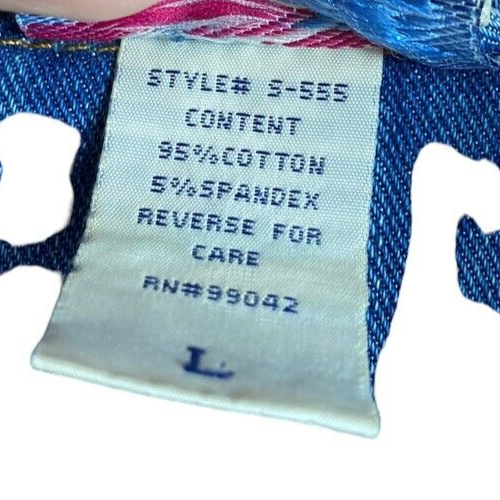 STYLE# S-555
CONTENT
95%COTTON
5%SPANDEX
REVERSE FOR
CARE
RN#99042
L